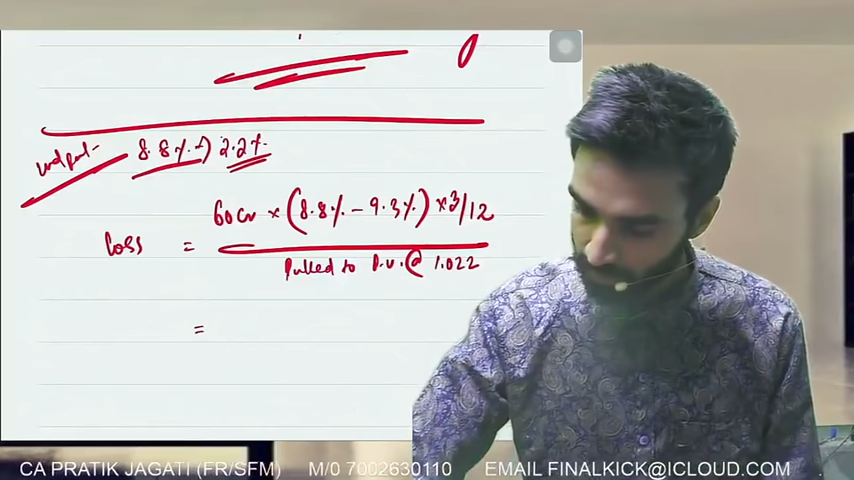 8.8% → 2.2%
60cr × (8.8% - 9.3%) × 3/12
Loss =
Pulled to P.V. @ 1.022
=
CA PRATIK JAGATI (FR/SFM) M/0 7002630110 EMAIL FINALKICK@ICLOUD.COM